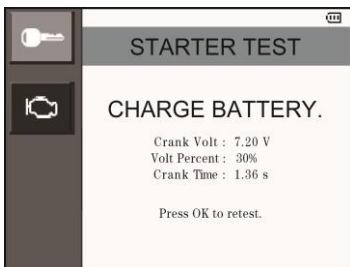 STARTER TEST
CHARGE BATTERY.
Crank Volt : 7.20 V
Volt Percent : 30%
Crank Time : 1.36 s
Press OK to retest.